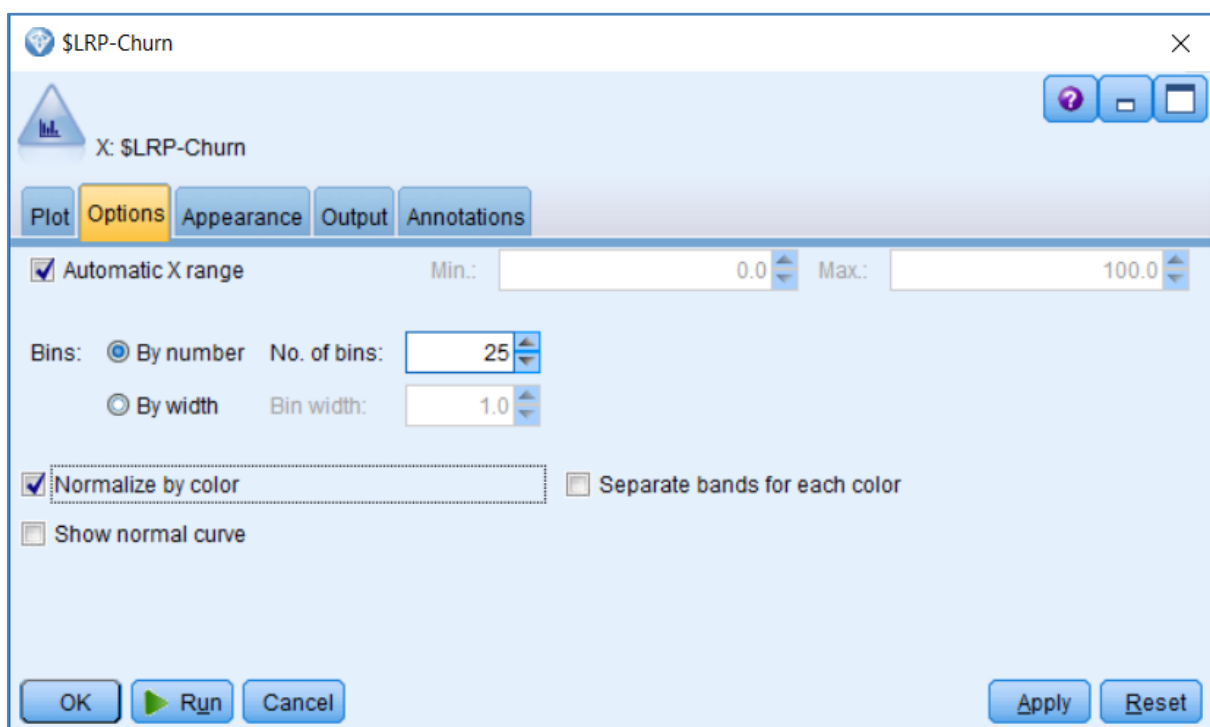 $LRP-Churn
X: $LRP-Churn
Plot Options Appearance Output Annotations
Automatic X range Min.: 0.0 Max.: 100.0
Bins: By number No. of bins: 25
By width Bin width: 1.0
Normalize by color Separate bands for each color
Show normal curve
OK Run Cancel Apply Reset